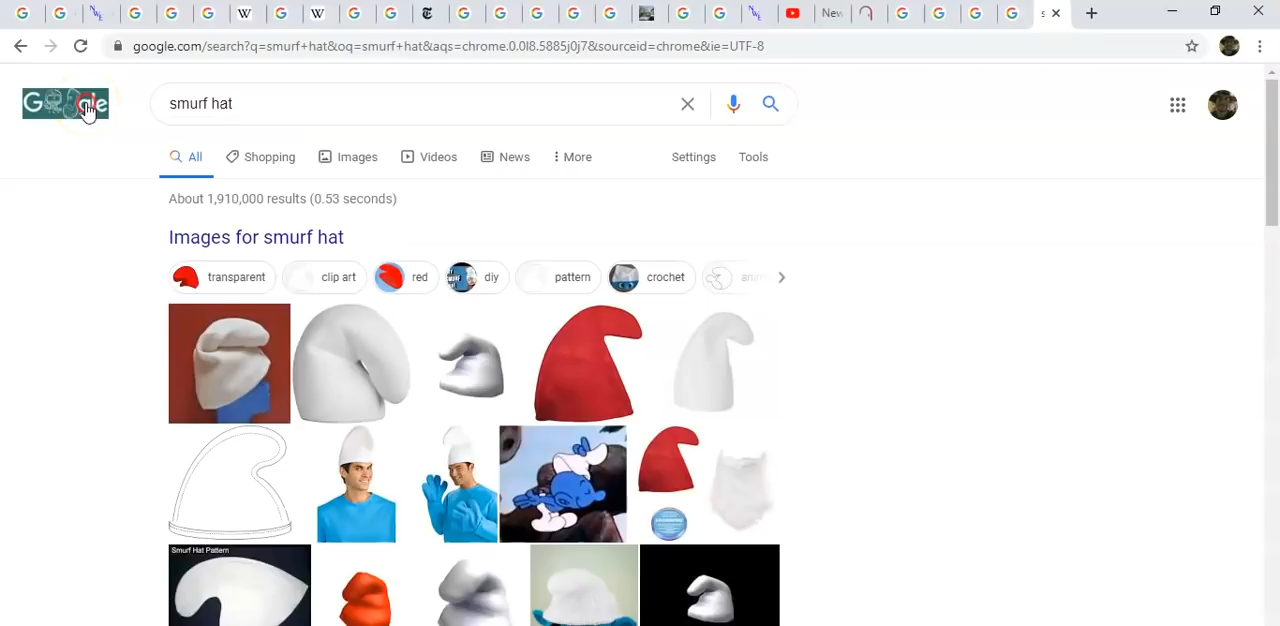 New
s
google.com/search?q=smurf+hat&oq=smurf+hat&aqs=chrome.0.0l8.5885j0j7&sourceid=chrome&ie=UTF-8
smurf hat
All
Shopping
Images
Videos
News
More
Settings
Tools
About 1,910,000 results (0.53 seconds)
Images for smurf hat
transparent
clip art
red
diy
pattern
crochet
Smurf Hat Pattern